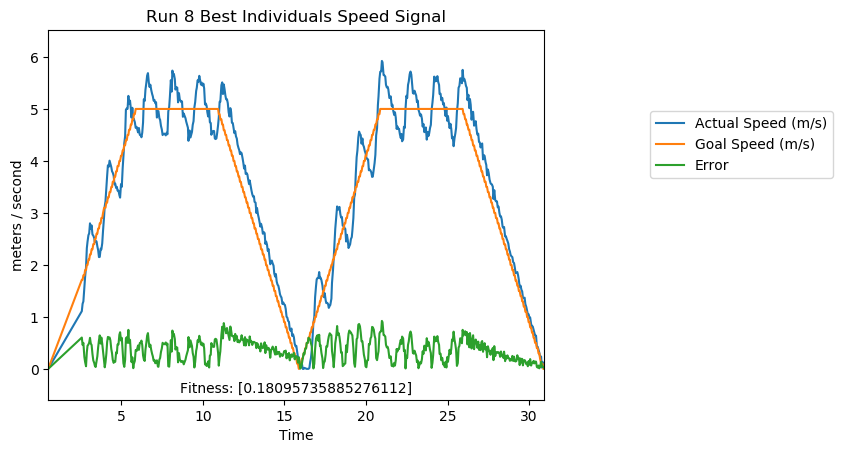 Run 8 Best Individuals Speed Signal
6
5
4
3
2
1
0
meters / second
Actual Speed (m/s)
Goal Speed (m/s)
Error
Fitness: [0.18095735885276112]
5 10 15 20 25 30
Time